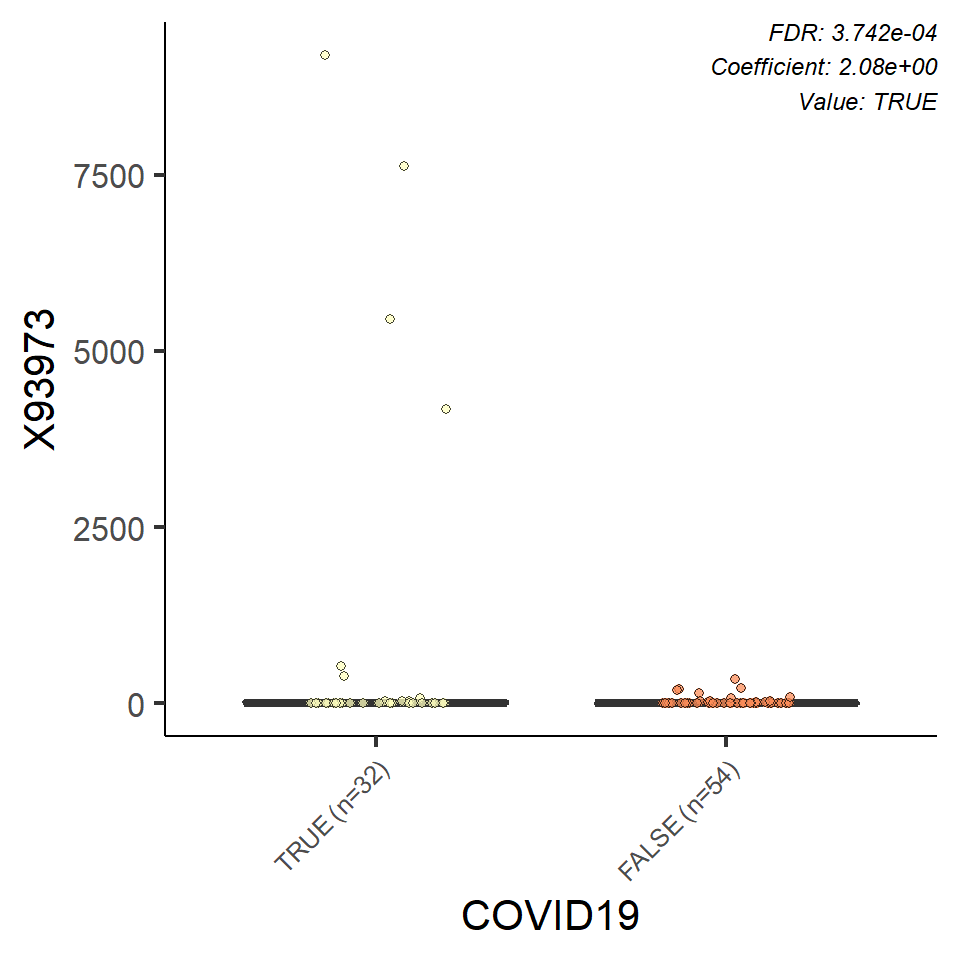 FDR: 3.742e-04
Coefficient: 2.08e+00
Value: TRUE
X93973
7500
5000
2500
0
TRUE (n=32)
FALSE (n=54)
COVID19